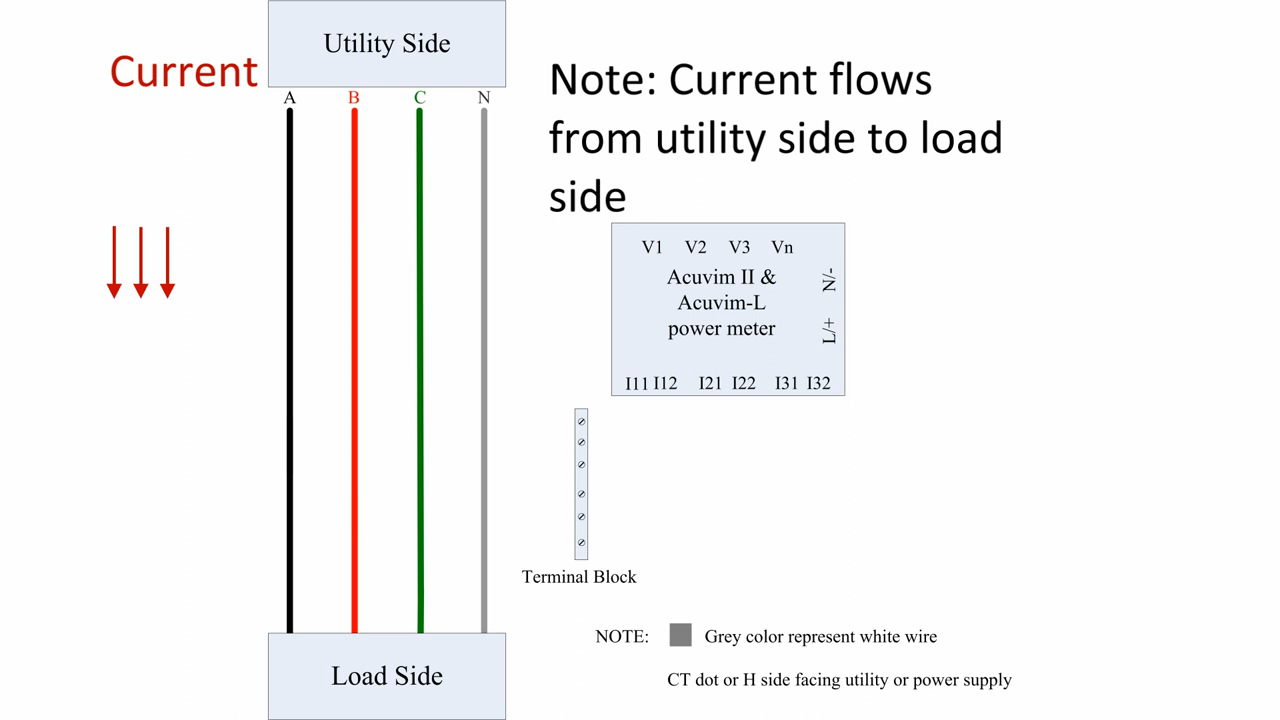 Utility Side
Current
A B C N
Note: Current flows
from utility side to load
side
V1 V2 V3 Vn
Acuvim II &
Acuvim-L
power meter
N/-
L/+
I11 I12 I21 I22 I31 I32
Terminal Block
NOTE: Grey color represent white wire
Load Side
CT dot or H side facing utility or power supply